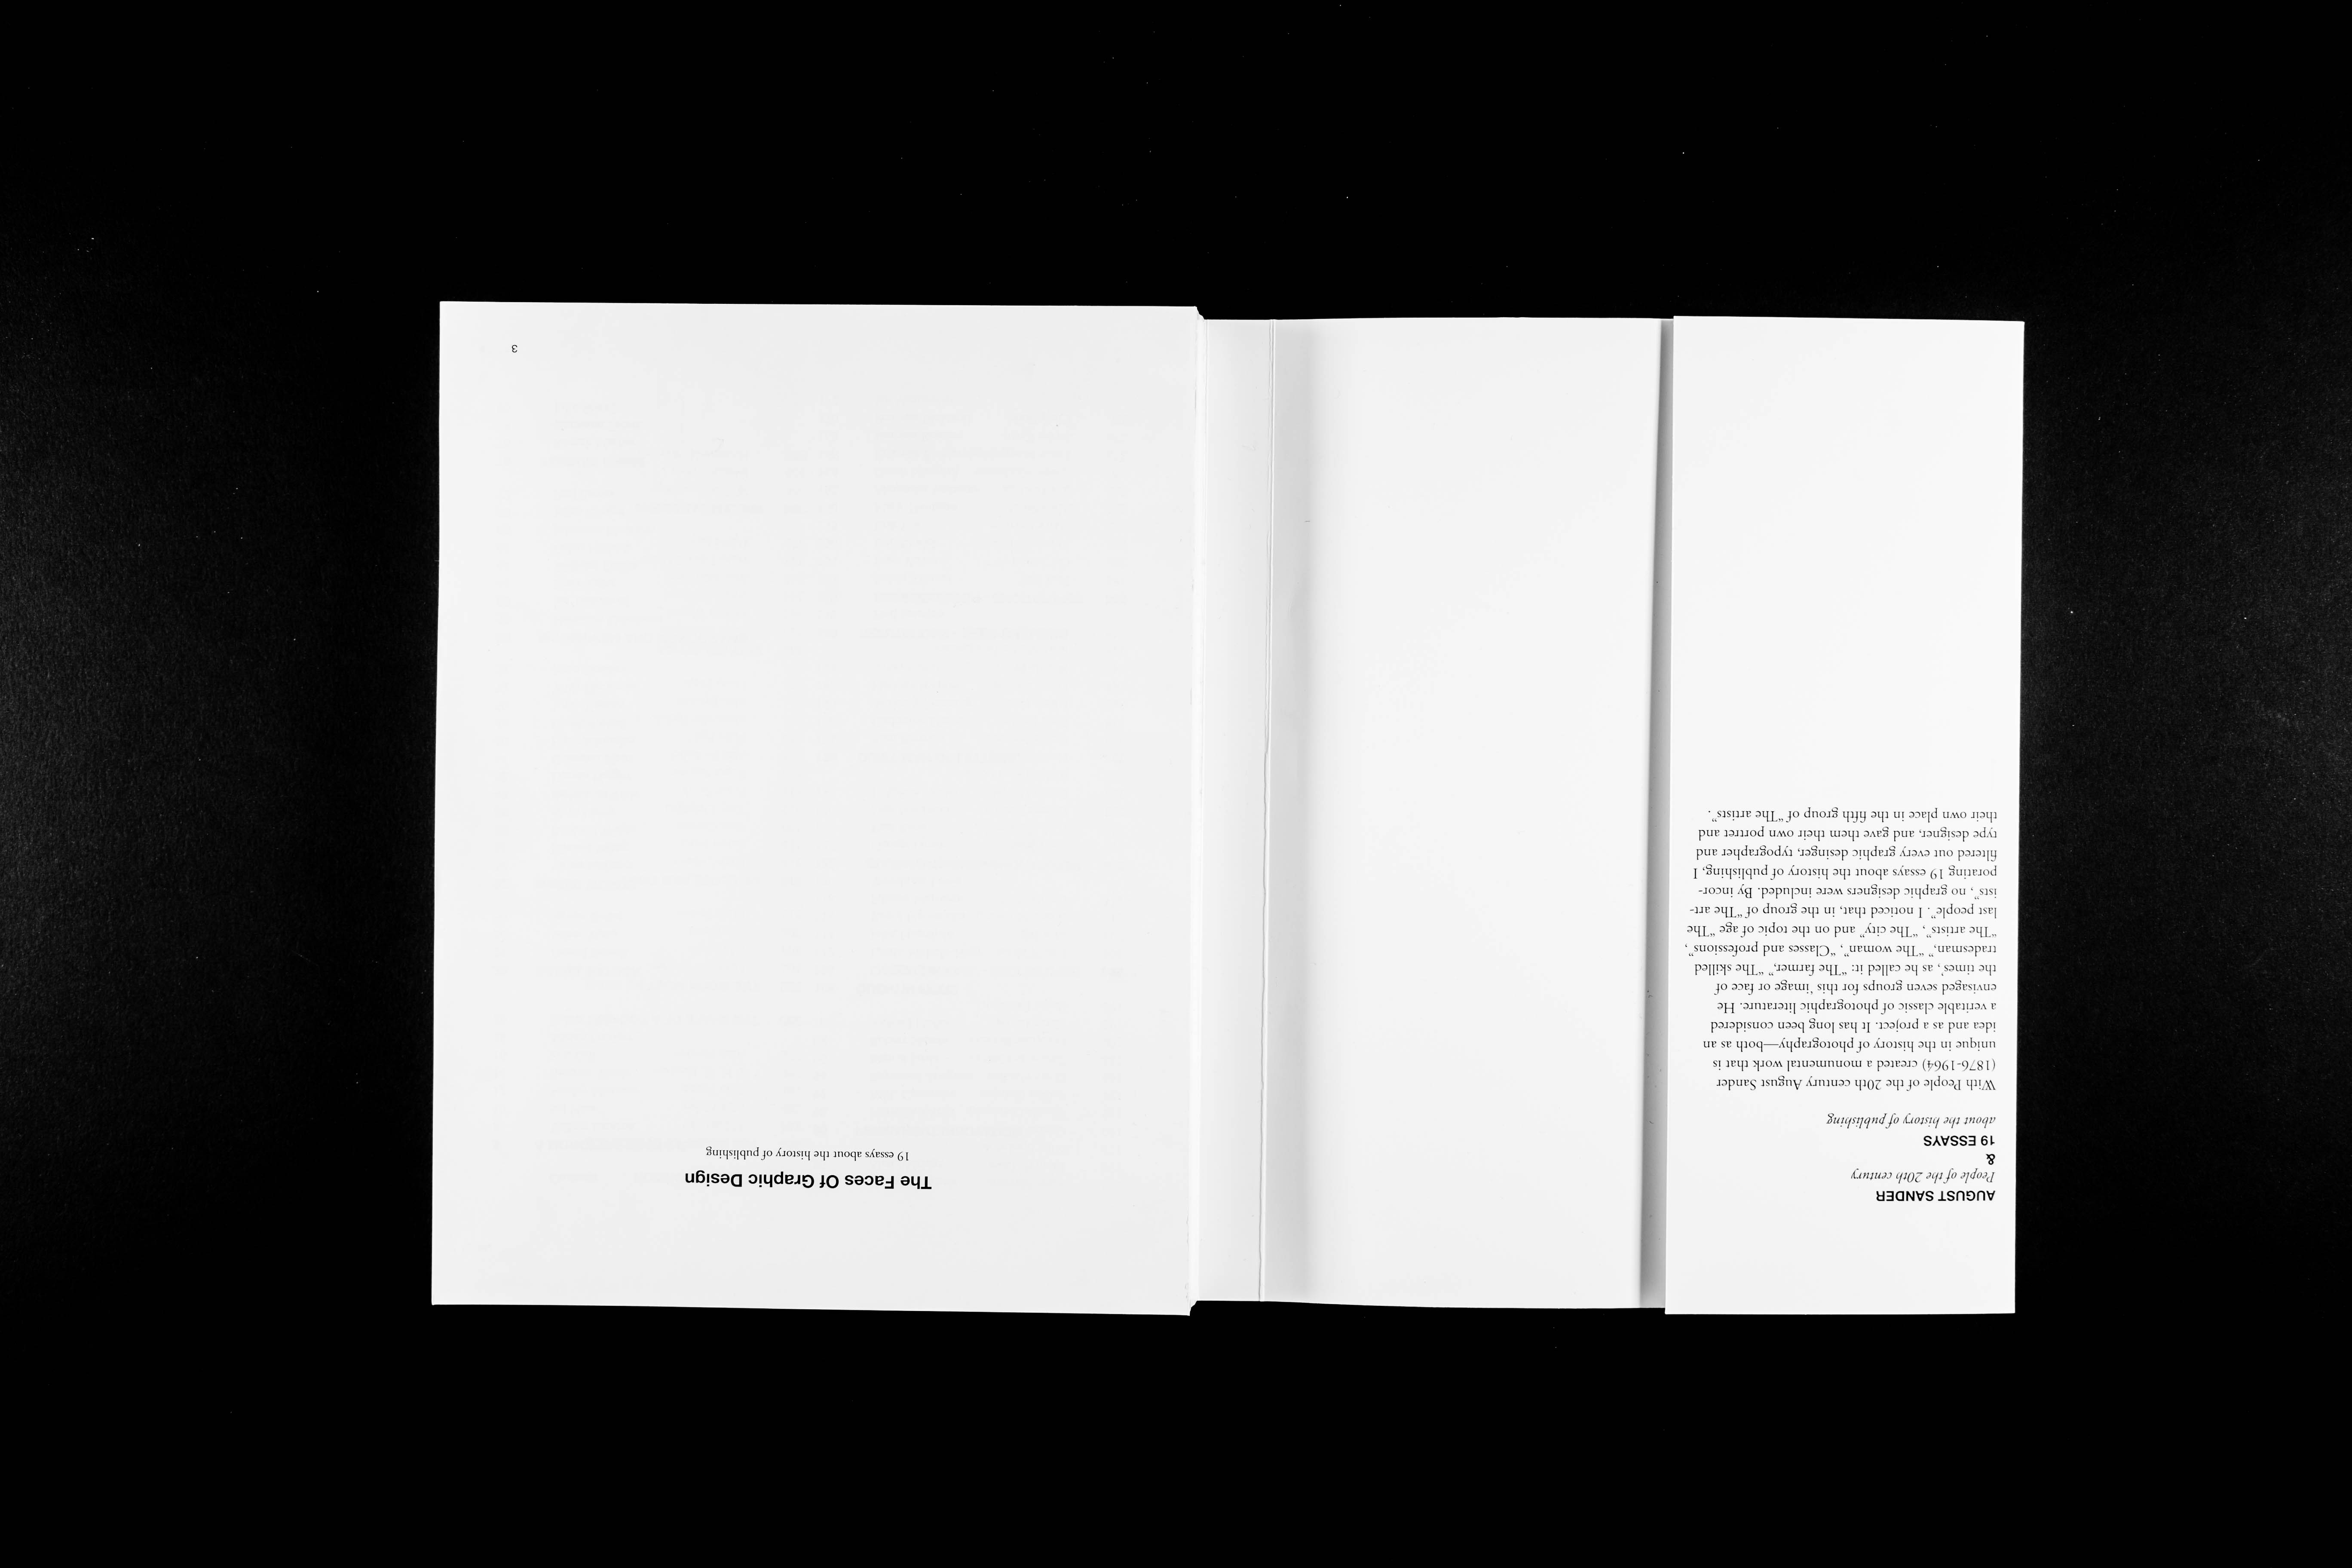 AUGUST SANDER
People of the 20th century
&
19 ESSAYS
about the history of publishing
With People of the 20th century August Sander
(1876-1964) created a monumental work that is
unique in the history of photography—both as an
idea and as a project. It has long been considered
a veritable classic of photographic literature. He
envisaged seven groups for this ‘image or face of
the times’, as he called it: “The farmer,” “The skilled
tradesman,” “The woman”, “Classes and professions”,
“The artists”, “The city” and on the topic of age “The
last people”. I noticed that, in the group of “The art-
ists”, no graphic designers were included. By incor-
porating 19 essays about the history of publishing, I
filtered out every graphic desinger, typographer and
type designer, and gave them their own portret and
their own place in the fifth group of “The artists”.
The Faces Of Graphic Design
19 essays about the history of publishing
3